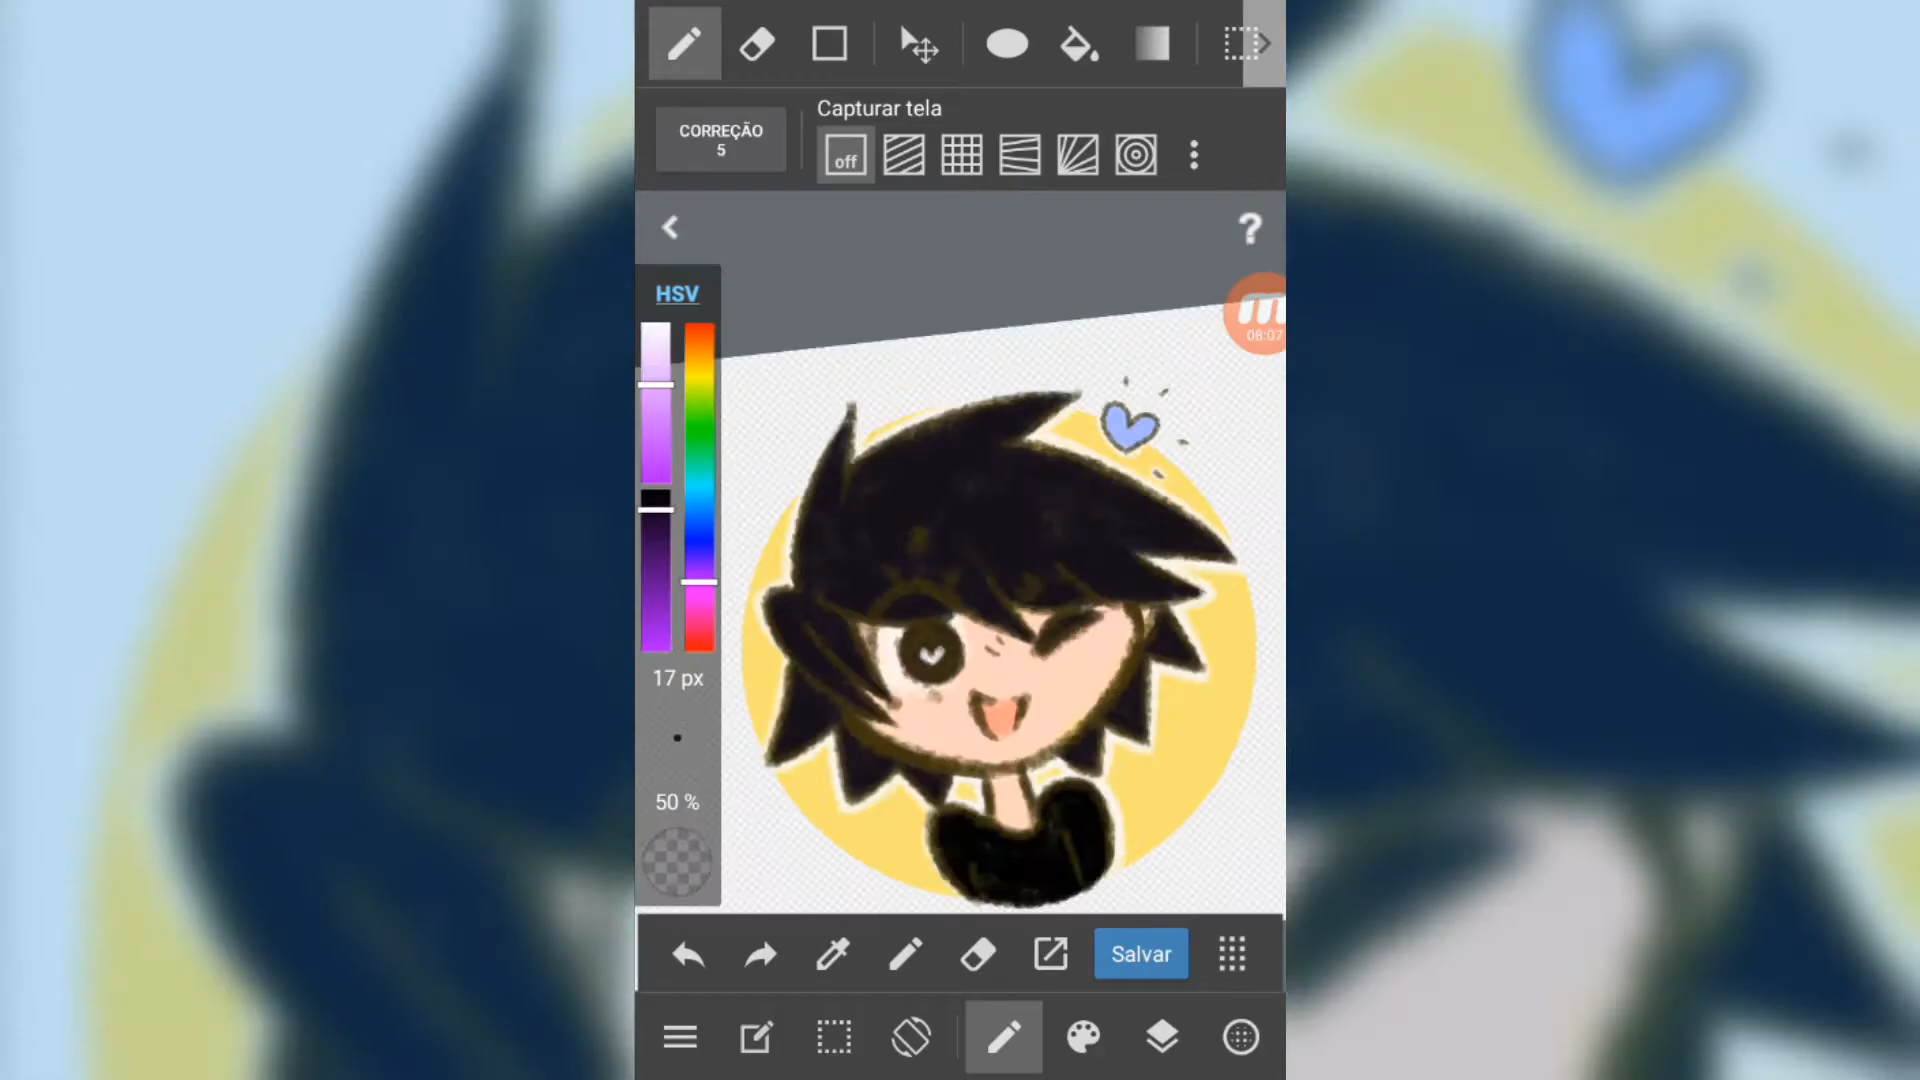 Capturar tela
CORREÇÃO
5
off
?
HSV
08:07
17 px
50 %
Salvar